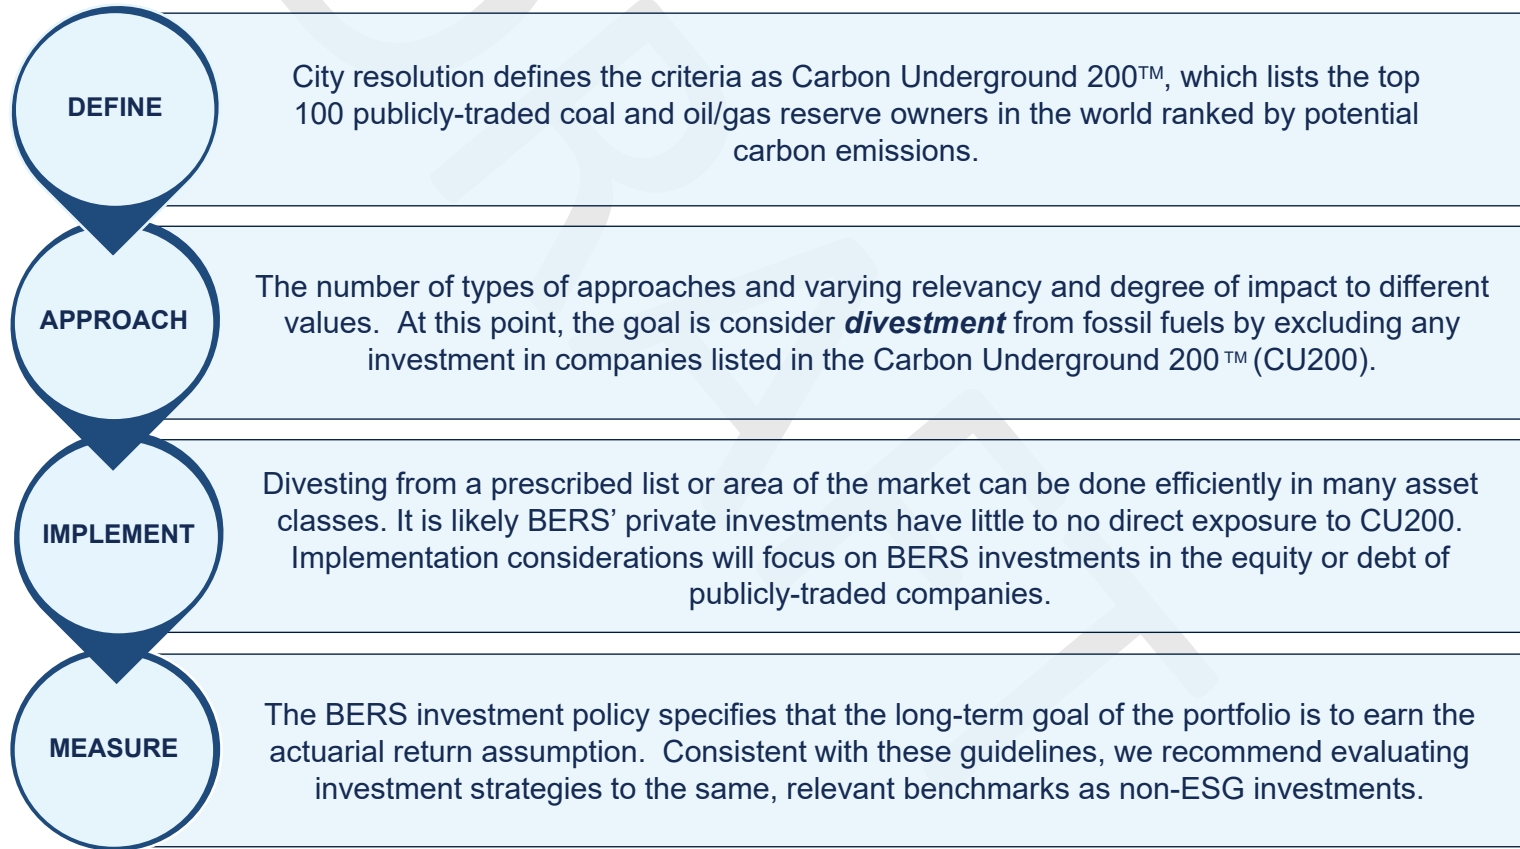 DEFINE
City resolution defines the criteria as Carbon Underground 200™, which lists the top
100 publicly-traded coal and oil/gas reserve owners in the world ranked by potential
carbon emissions.
APPROACH
The number of types of approaches and varying relevancy and degree of impact to different
values.  At this point, the goal is consider divestment from fossil fuels by excluding any
investment in companies listed in the Carbon Underground 200 ™ (CU200).
IMPLEMENT
Divesting from a prescribed list or area of the market can be done efficiently in many asset
classes. It is likely BERS’ private investments have little to no direct exposure to CU200.
Implementation considerations will focus on BERS investments in the equity or debt of
publicly-traded companies.
MEASURE
The BERS investment policy specifies that the long-term goal of the portfolio is to earn the
actuarial return assumption.  Consistent with these guidelines, we recommend evaluating
investment strategies to the same, relevant benchmarks as non-ESG investments.
DRAFT